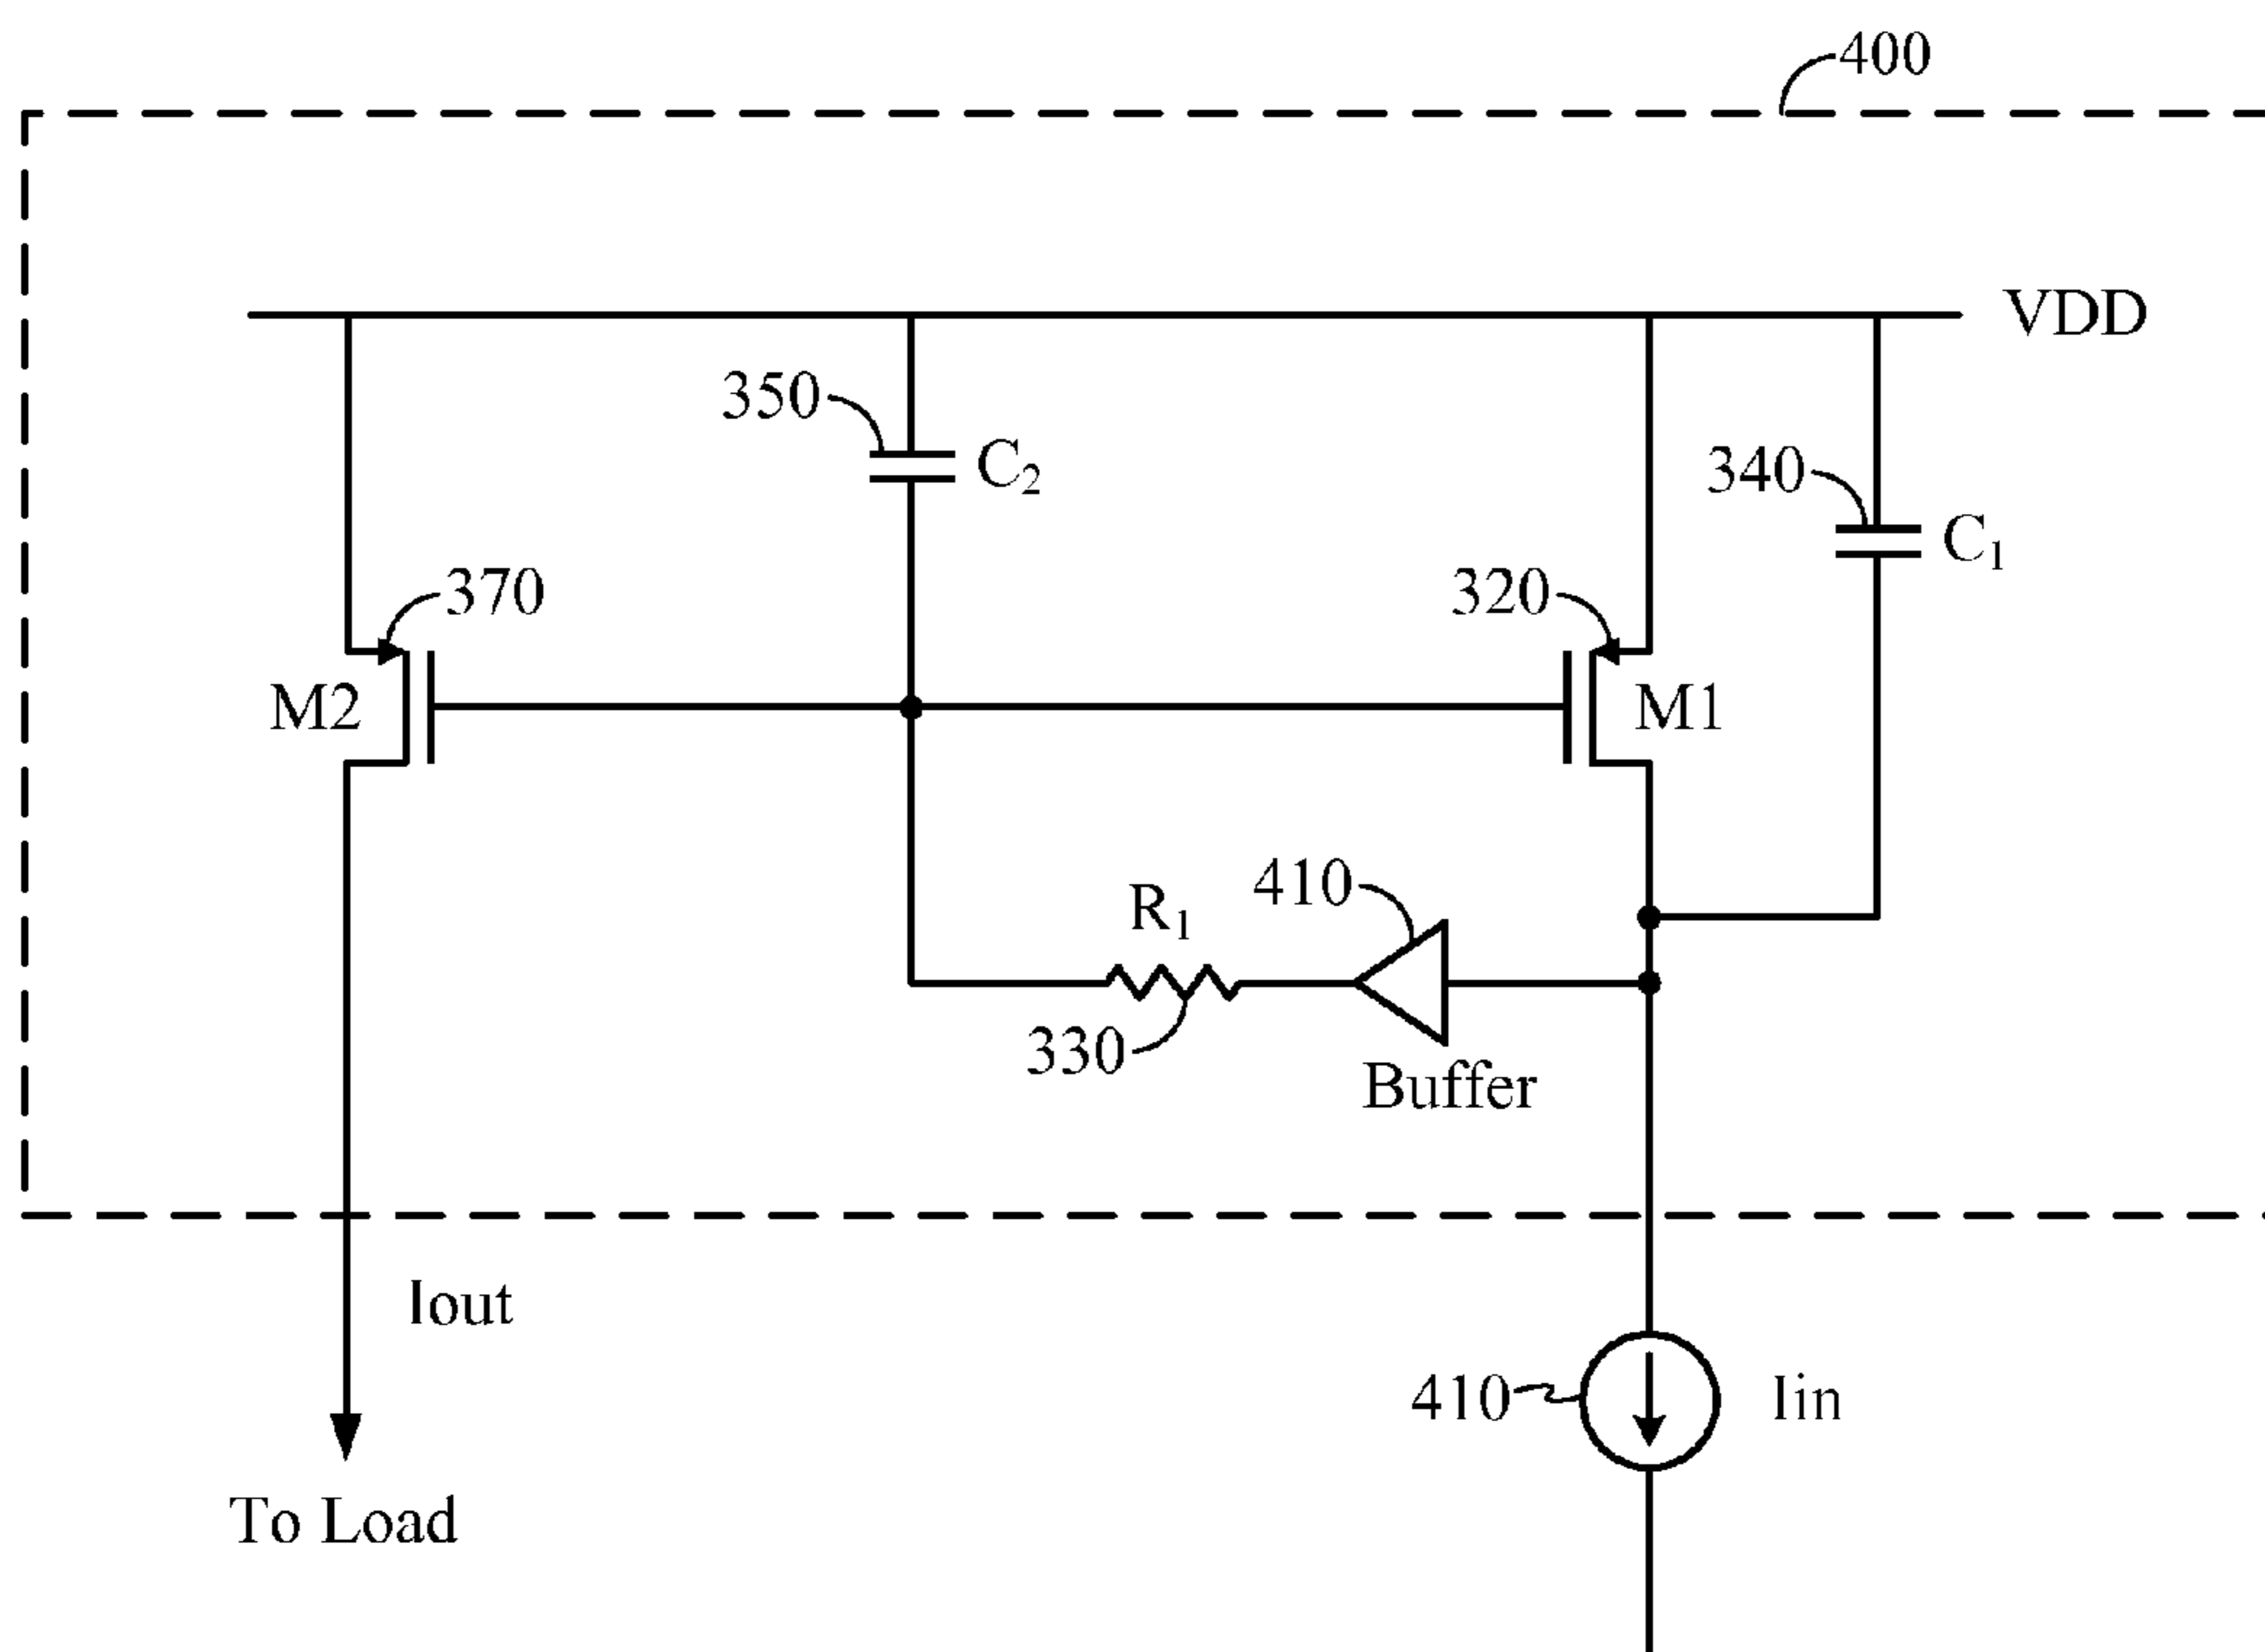 400
VDD
350
C₂
340
C₁
370
320
M2
M1
R₁
410
330
Buffer
Iout
410
Iin
To Load